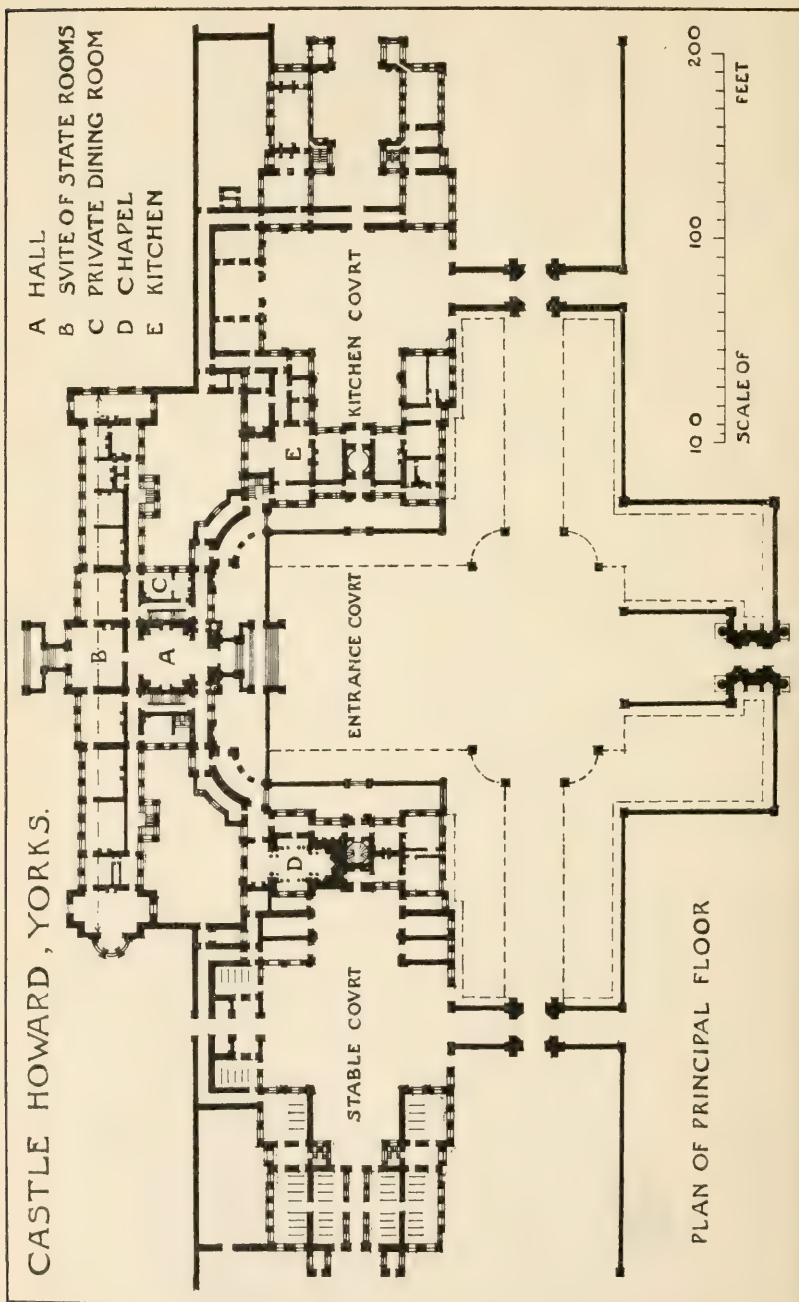 CASTLE HOWARD, YORKS.
A HALL
B SVITE OF STATE ROOMS
C PRIVATE DINING ROOM
D CHAPEL
E KITCHEN
B
A
C
D
E
STABLE COVRT
ENTRANCE COVRT
KITCHEN COVRT
PLAN OF PRINCIPAL FLOOR
10 0 100 200
SCALE OF FEET